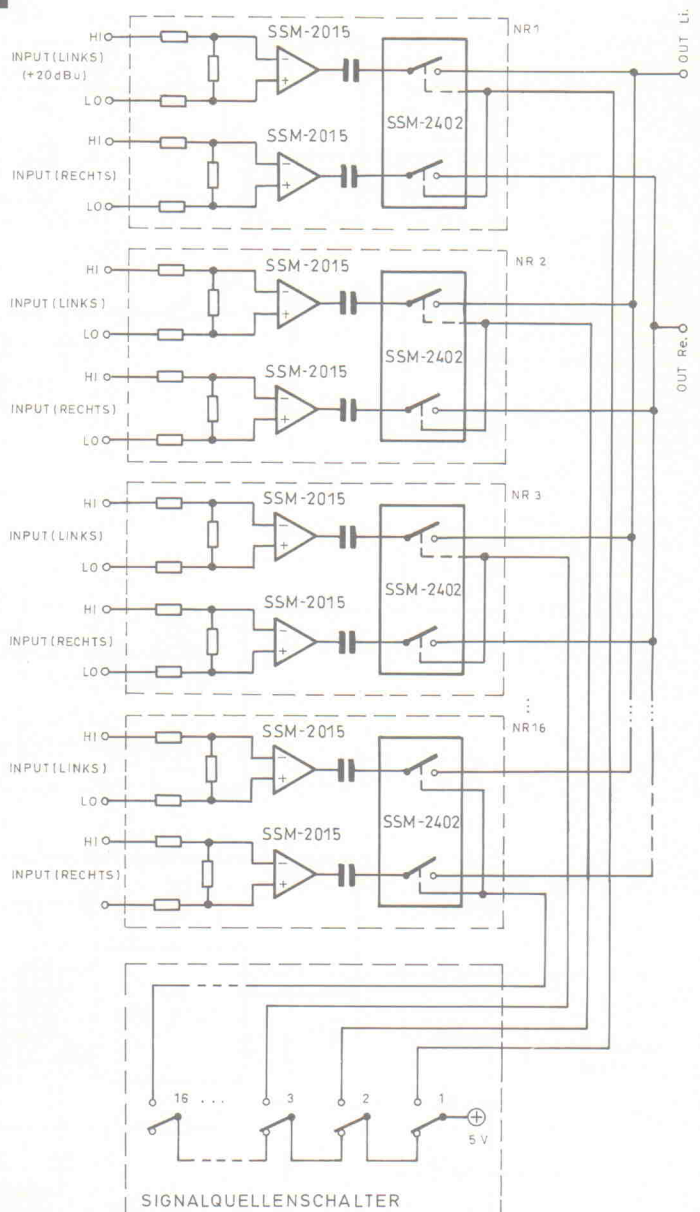 SSM-2015
NR1
HI
INPUT(LINKS)
(+20dBu)
LO
SSM-2402
SSM-2015
HI
INPUT(RECHTS)
LO
OUT Li.
SSM-2015
NR 2
HI
INPUT(LINKS)
LO
SSM-2402
SSM-2015
HI
INPUT(RECHTS)
LO
OUT Re.
SSM-2015
NR 3
HI
INPUT(LINKS)
LO
SSM-2402
SSM-2015
HI
INPUT(RECHTS)
LO
SSM-2015
NR16
HI
INPUT(LINKS)
LO
SSM-2402
SSM-2015
HI
INPUT(RECHTS)
16 ... 3 2 1
5 V
SIGNALQUELLENSCHALTER